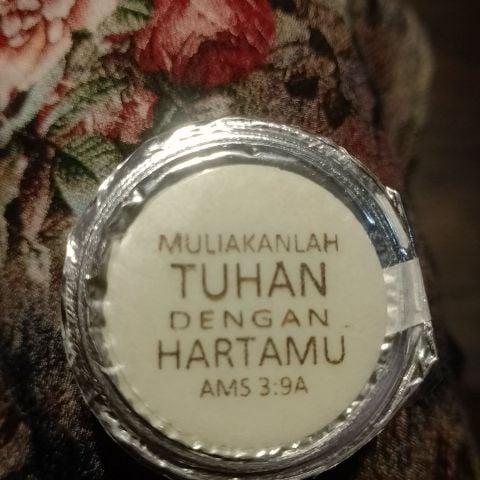 MULIAKANLAH
TUHAN
DENGAN
HARTAMU
AMS 3:9A